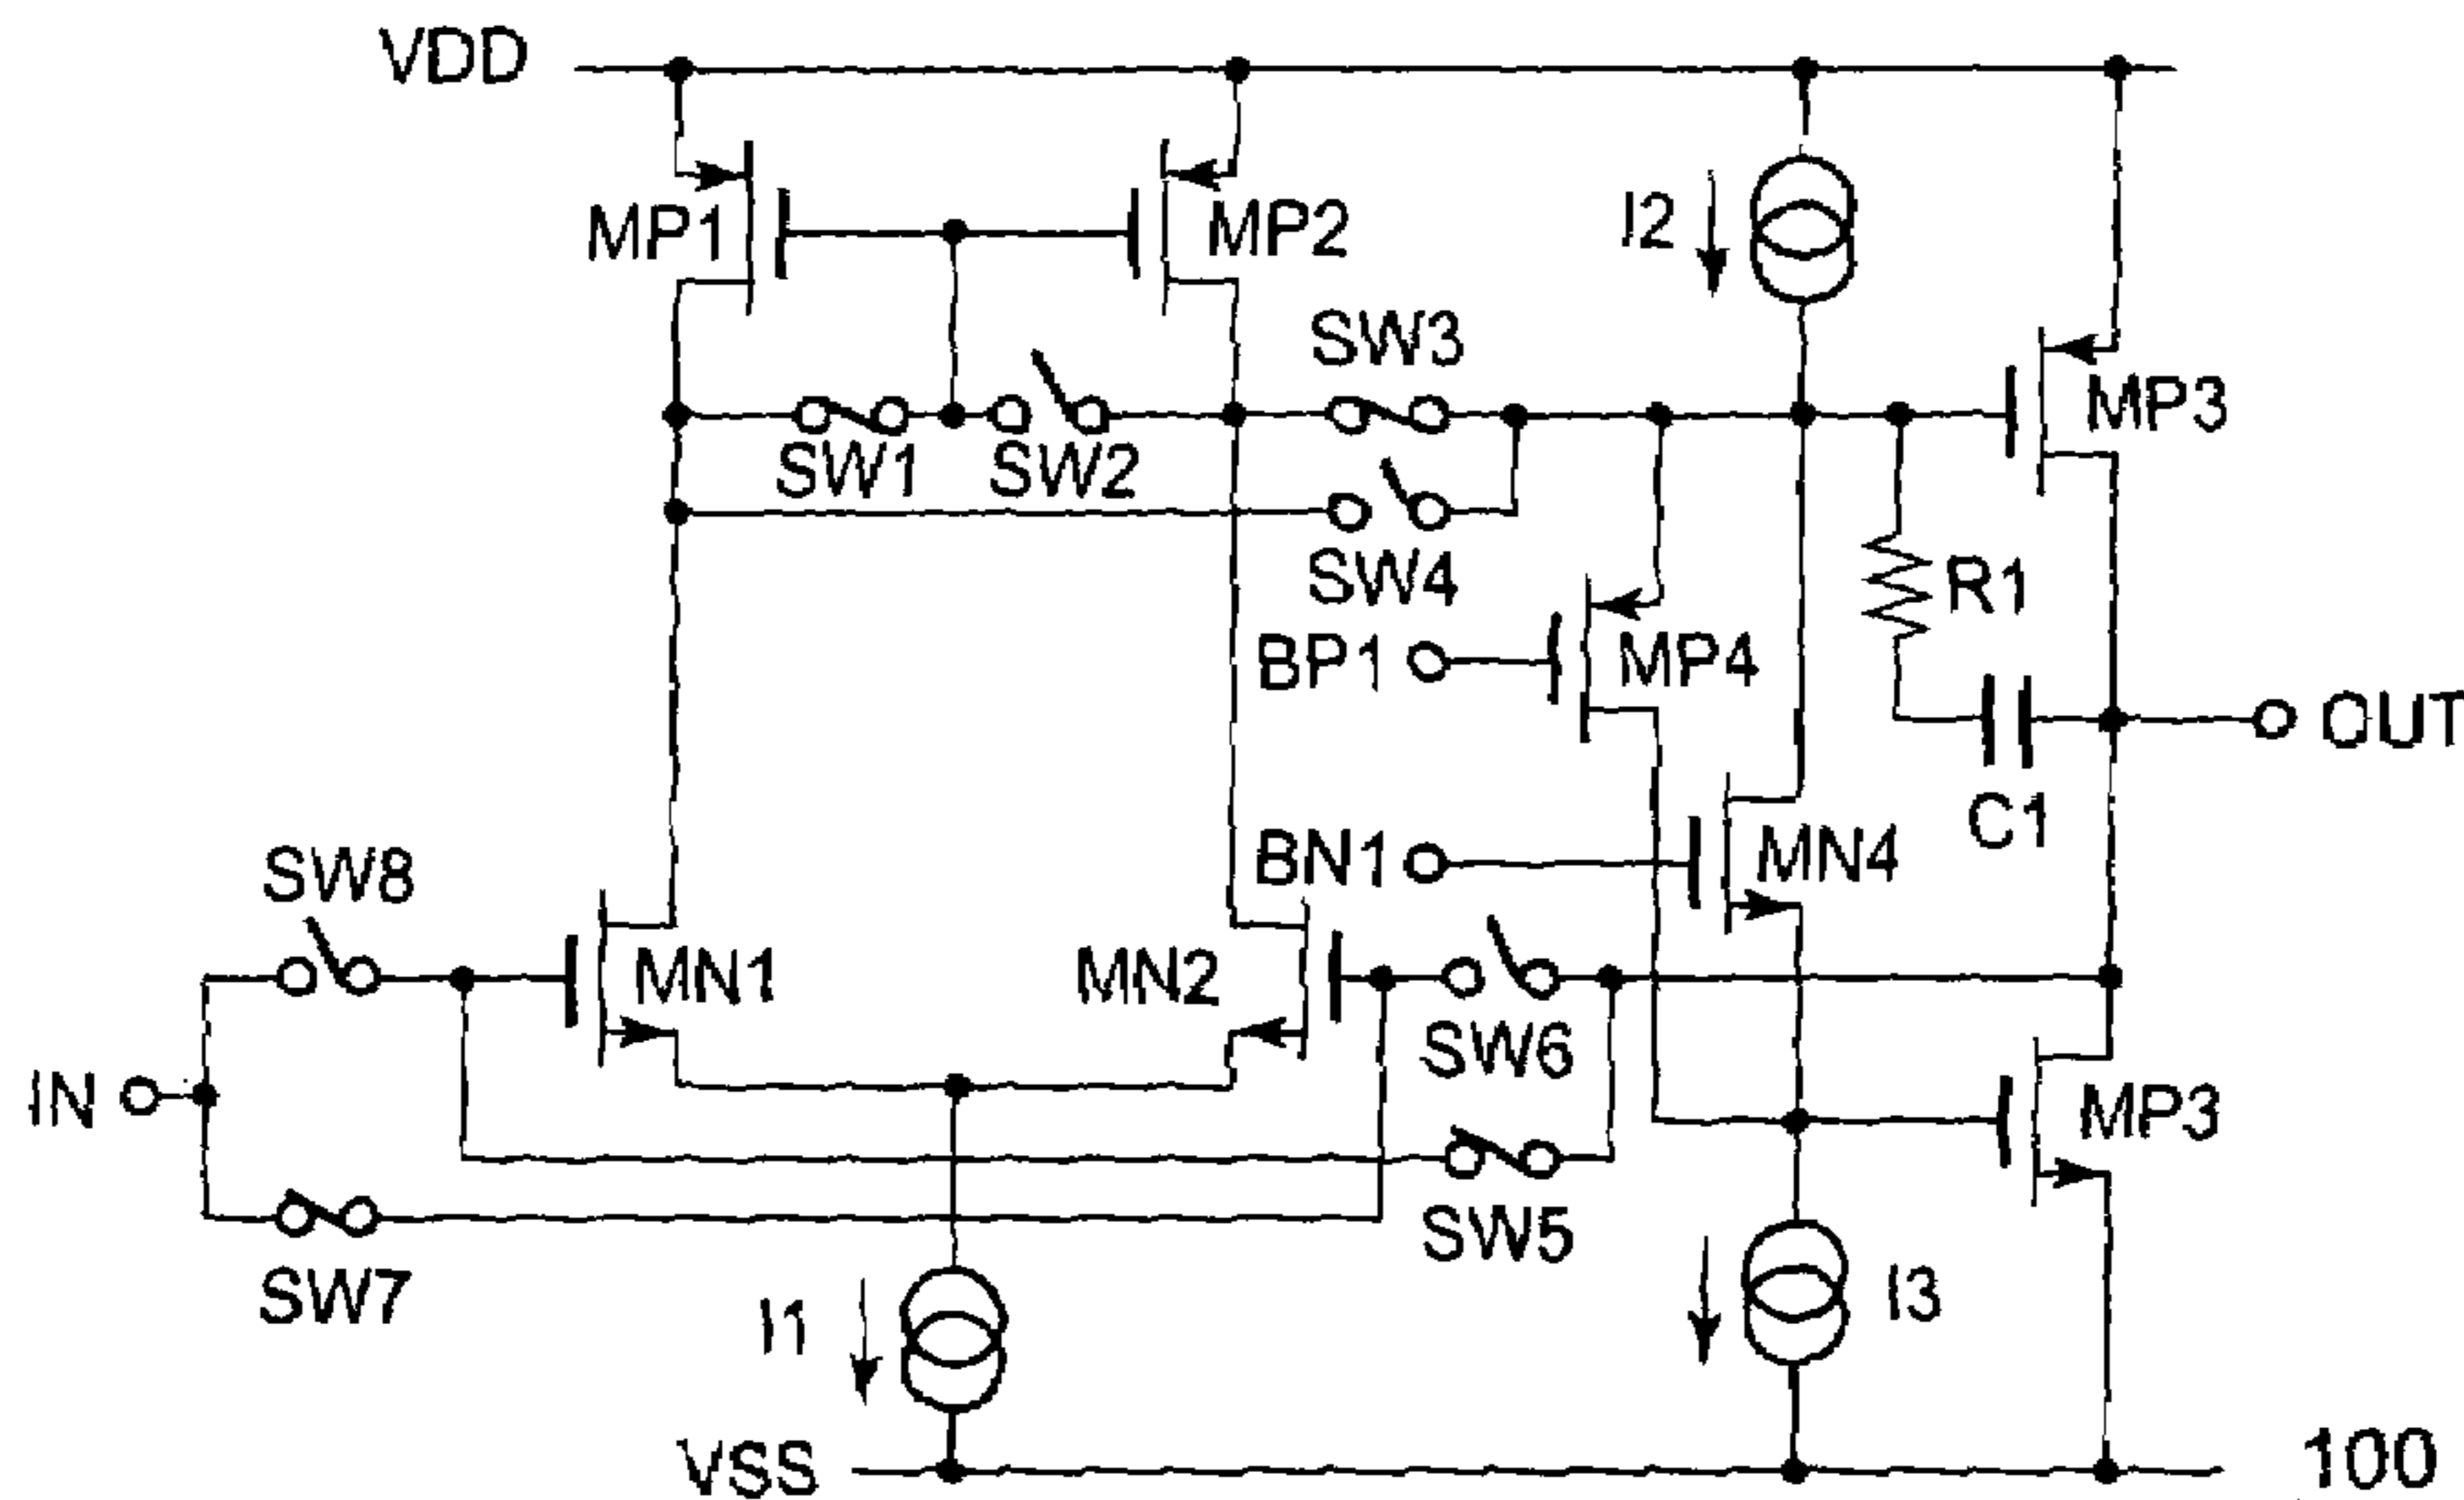 VDD
MP1
MP2
I2
SW3
MP3
SW1
SW2
SW4
R1
BP1
MP4
OUT
C1
BN1
MN4
SW8
MN1
MN2
SW6
IN
MP3
SW5
SW7
I1
I3
VSS
100